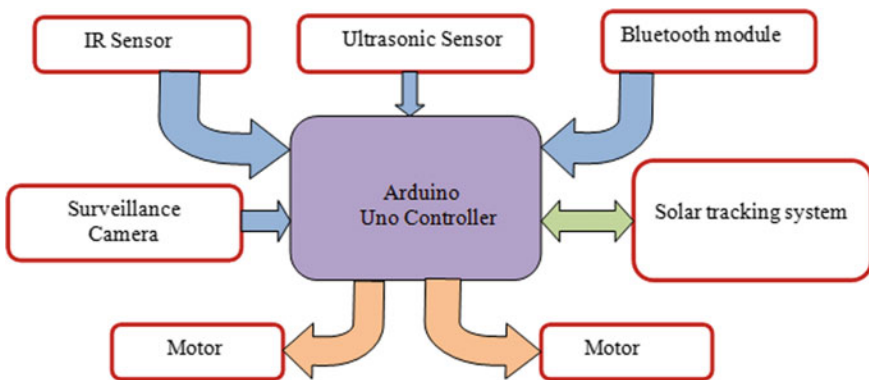 IR Sensor
Ultrasonic Sensor
Bluetooth module
Arduino
Uno Controller
Surveillance
Camera
Solar tracking system
Motor
Motor